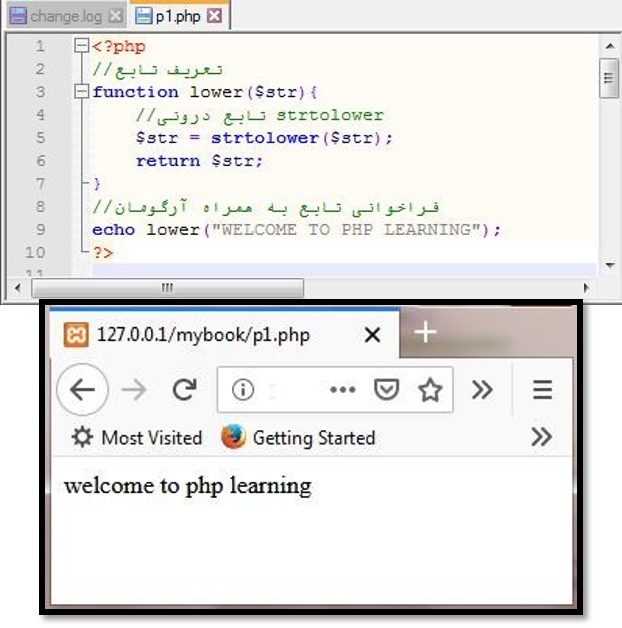 change.log p1.php
1 <?php
2 //تعریف تابع
3 function lower($str){
4 //تابع درونی strtolower
5 $str = strtolower($str);
6 return $str;
7 }
8 //فراخوانی تابع به همراه آرگومان
9 echo lower("WELCOME TO PHP LEARNING");
10 ?>
11
127.0.0.1/mybook/p1.php
Most Visited Getting Started
welcome to php learning